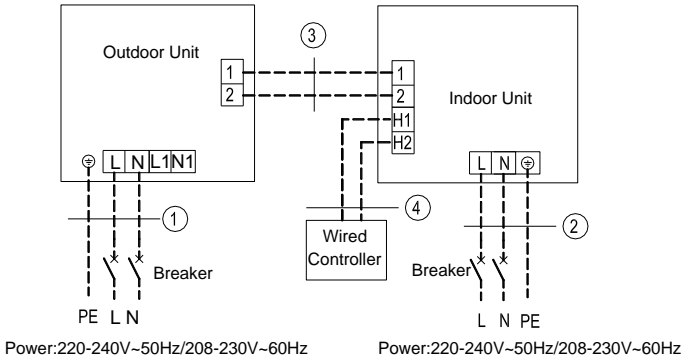 Outdoor Unit
1
2
3
1
2
H1
H2
Indoor Unit
L N L1 N1
L N
1
4
2
Wired
Controller
Breaker
Breaker
PE L N
L N PE
Power:220-240V~50Hz/208-230V~60Hz
Power:220-240V~50Hz/208-230V~60Hz